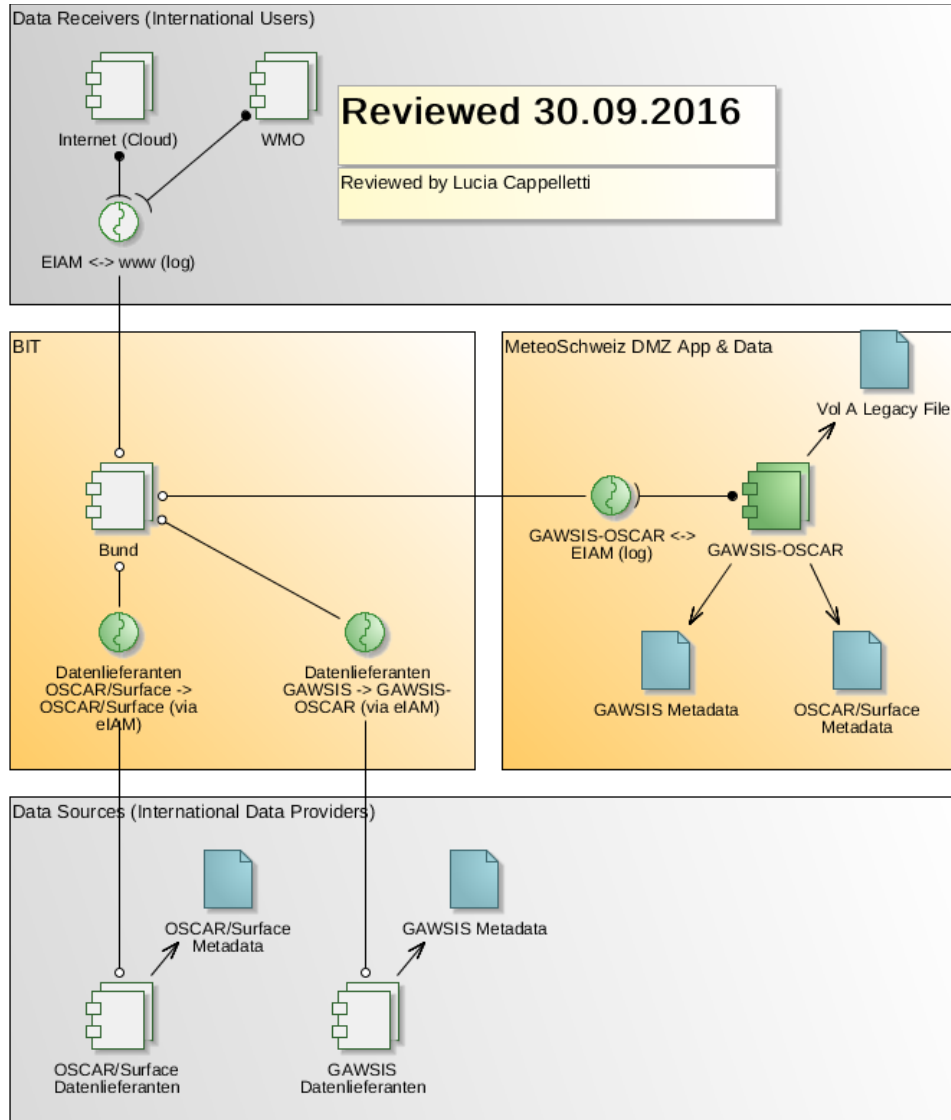 Data Receivers (International Users)
Internet (Cloud)
WMO
Reviewed 30.09.2016
Reviewed by Lucia Cappelletti
EIAM <-> www (log)
BIT
MeteoSchweiz DMZ App & Data
Vol A Legacy File
Bund
GAWSIS-OSCAR <->
EIAM (log)
GAWSIS-OSCAR
Datenlieferanten
OSCAR/Surface ->
OSCAR/Surface (via
eIAM)
Datenlieferanten
GAWSIS -> GAWSIS-
OSCAR (via eIAM)
GAWSIS Metadata
OSCAR/Surface
Metadata
Data Sources (International Data Providers)
OSCAR/Surface
Metadata
GAWSIS Metadata
OSCAR/Surface
Datenlieferanten
GAWSIS
Datenlieferanten